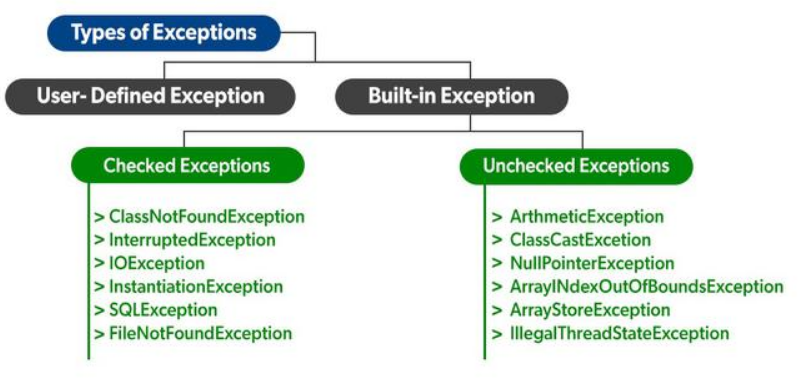 Types of Exceptions
User- Defined Exception
Built-in Exception
Checked Exceptions
> ClassNotFoundException
> InterruptedException
> IOException
> InstantiationException
> SQLException
> FileNotFoundException
Unchecked Exceptions
> ArthmeticException
> ClassCastExcetion
> NullPointerException
> ArrayINdexOutOfBoundsException
> ArrayStoreException
> IllegalThreadStateException